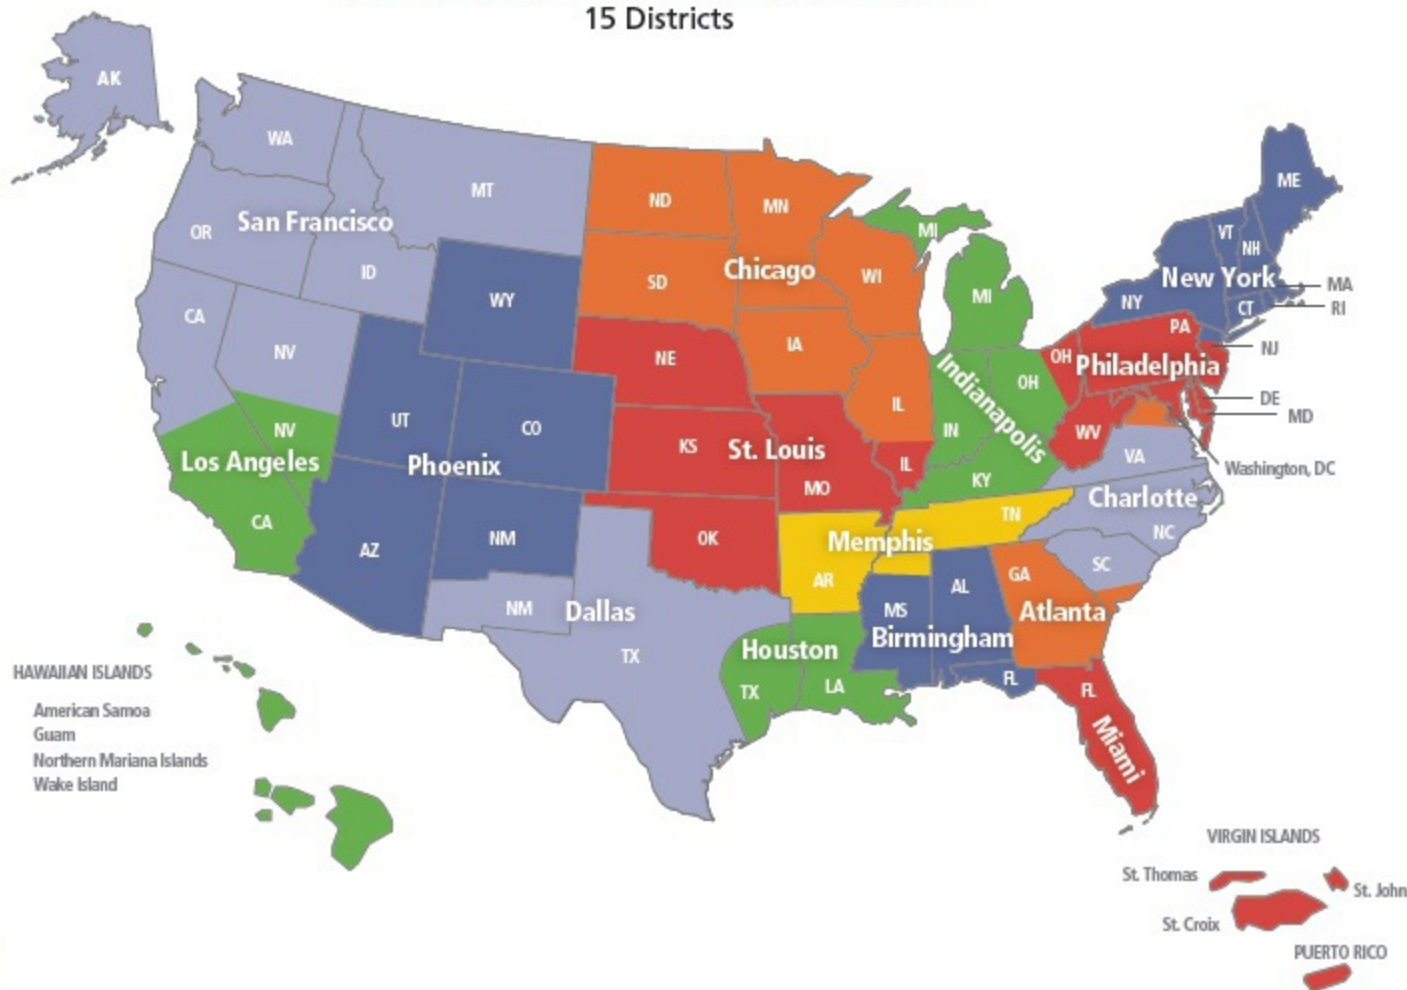 15 Districts
AK
WA
MT
ND
MN
ME
OR
San Francisco
ID
SD
Chicago
WI
MI
MI
VT
NH
New York
MA
RI
NY
CT
CA
NV
WY
IA
NE
PA
NJ
OH
Philadelphia
OH
Indianapolis
DE
MD
UT
CO
KS
St. Louis
IL
IN
WV
NV
Los Angeles
Phoenix
MO
IL
KY
VA
Washington, DC
Charlotte
CA
AZ
NM
OK
Memphis
TN
NC
AR
SC
NM
Dallas
MS
AL
GA
Atlanta
Birmingham
TX
Houston
TX
LA
FL
FL
Miami
HAWAIIAN ISLANDS
American Samoa
Guam
Northern Mariana Islands
Wake Island
VIRGIN ISLANDS
St. Thomas
St. John
St. Croix
PUERTO RICO